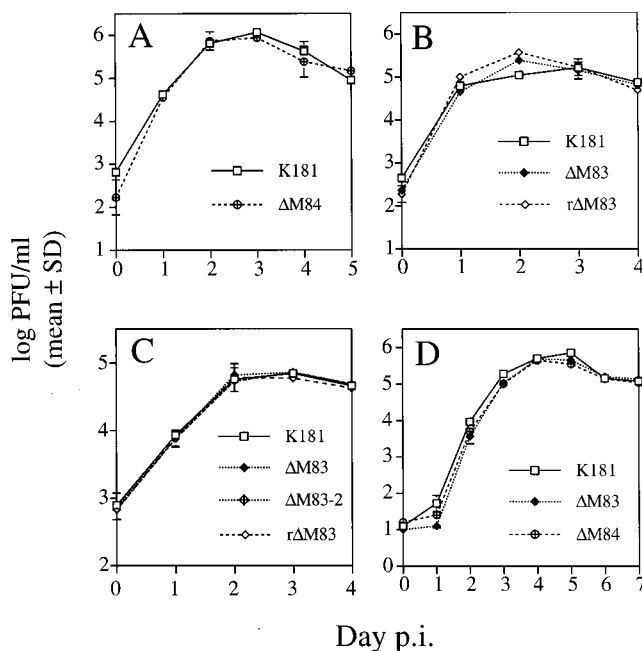 A
6
5
4
3
2
1
0 1 2 3 4 5
K181
ΔM84
B
6
5
4
3
2
1
0 1 2 3 4
K181
ΔM83
rΔM83
log PFU/ml
(mean ± SD)
C
5
4
3
2
0 1 2 3 4
K181
ΔM83
ΔM83-2
rΔM83
D
6
5
4
3
2
1
0
0 1 2 3 4 5 6 7
K181
ΔM83
ΔM84
Day p.i.